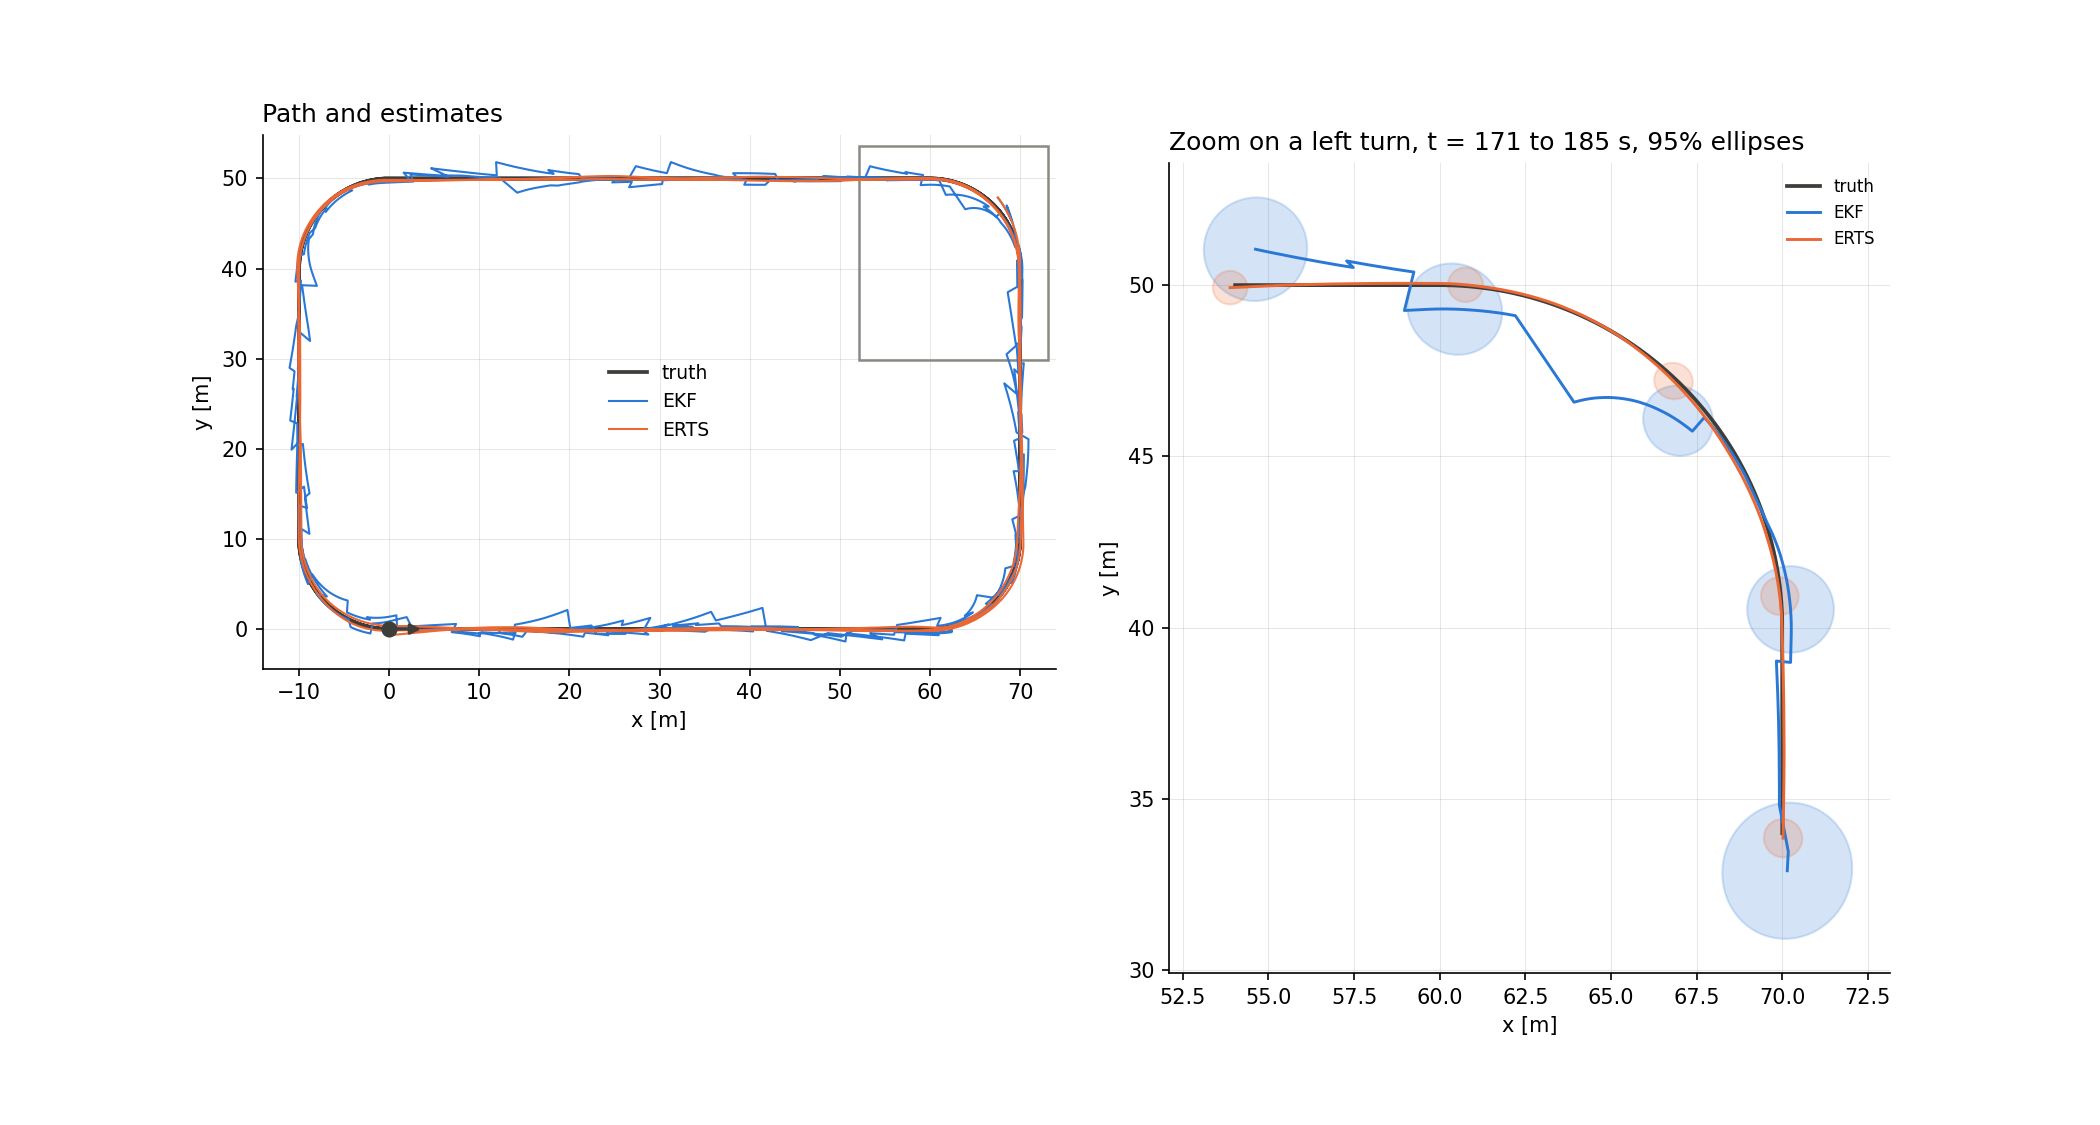 Path and estimates
50
40
30
20
10
0
y [m]
−10 0 10 20 30 40 50 60 70
x [m]
truth
EKF
ERTS
Zoom on a left turn, t = 171 to 185 s, 95% ellipses
50
45
40
35
30
y [m]
52.5 55.0 57.5 60.0 62.5 65.0 67.5 70.0 72.5
x [m]
truth
EKF
ERTS